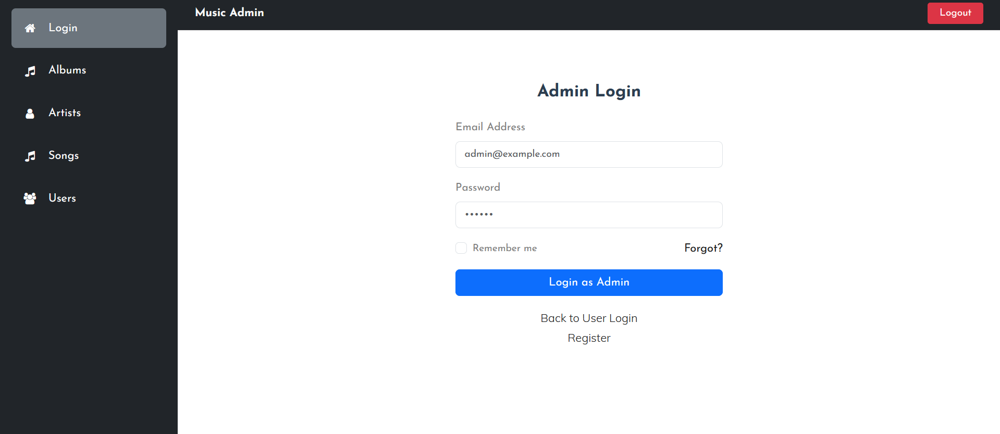 Login
Albums
Artists
Songs
Users
Music Admin
Logout
Admin Login
Email Address
admin@example.com
Password
••••••
Remember me
Forgot?
Login as Admin
Back to User Login
Register